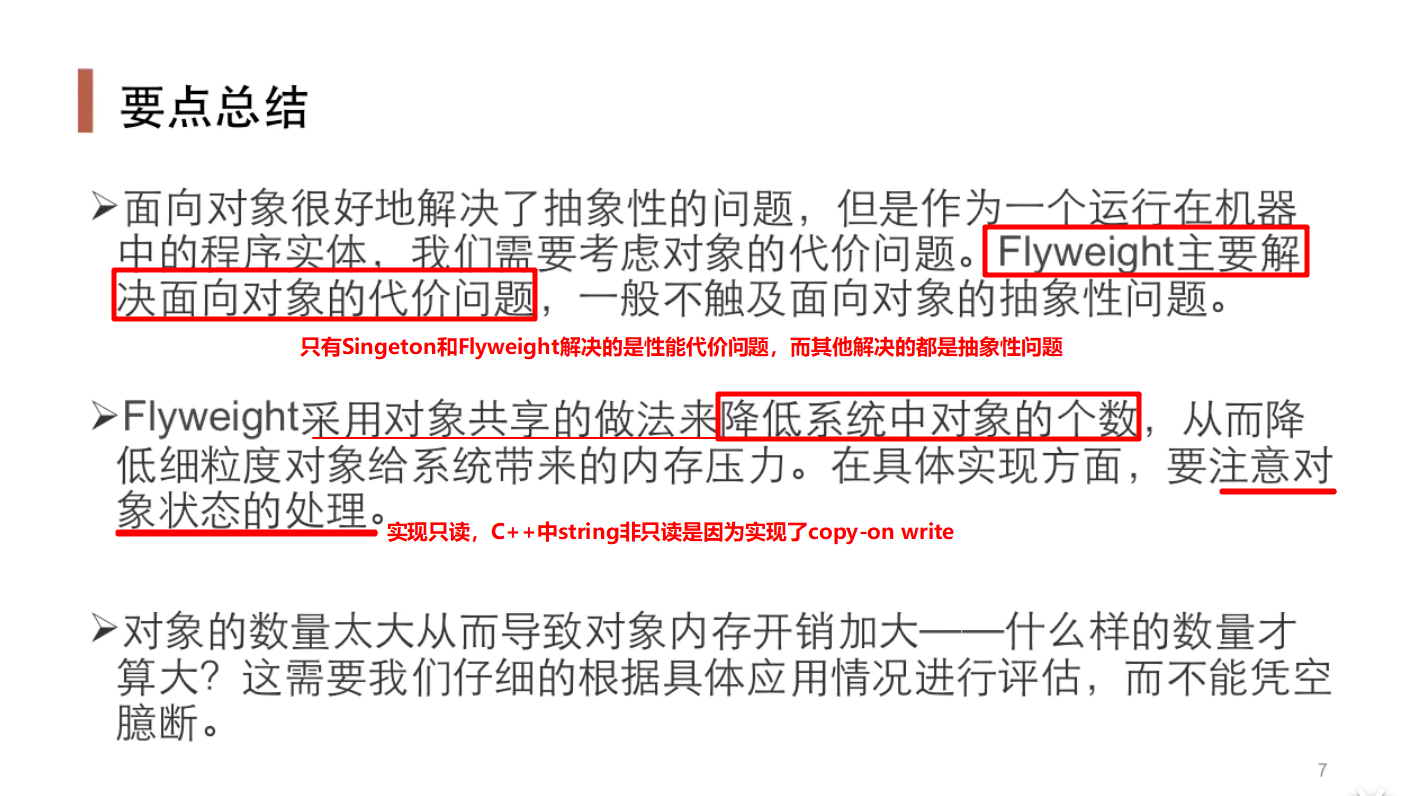 要点总结
➢面向对象很好地解决了抽象性的问题，但是作为一个运行在机器
中的程序实体，我们需要考虑对象的代价问题。Flyweight主要解
决面向对象的代价问题，一般不触及面向对象的抽象性问题。
只有Singeton和Flyweight解决的是性能代价问题，而其他解决的都是抽象性问题
➢Flyweight采用对象共享的做法来降低系统中对象的个数，从而降
低细粒度对象给系统带来的内存压力。在具体实现方面，要注意对
象状态的处理。
实现只读，C++中string非只读是因为实现了copy-on write
➢对象的数量太大从而导致对象内存开销加大——什么样的数量才
算大？这需要我们仔细的根据具体应用情况进行评估，而不能凭空
臆断。
7